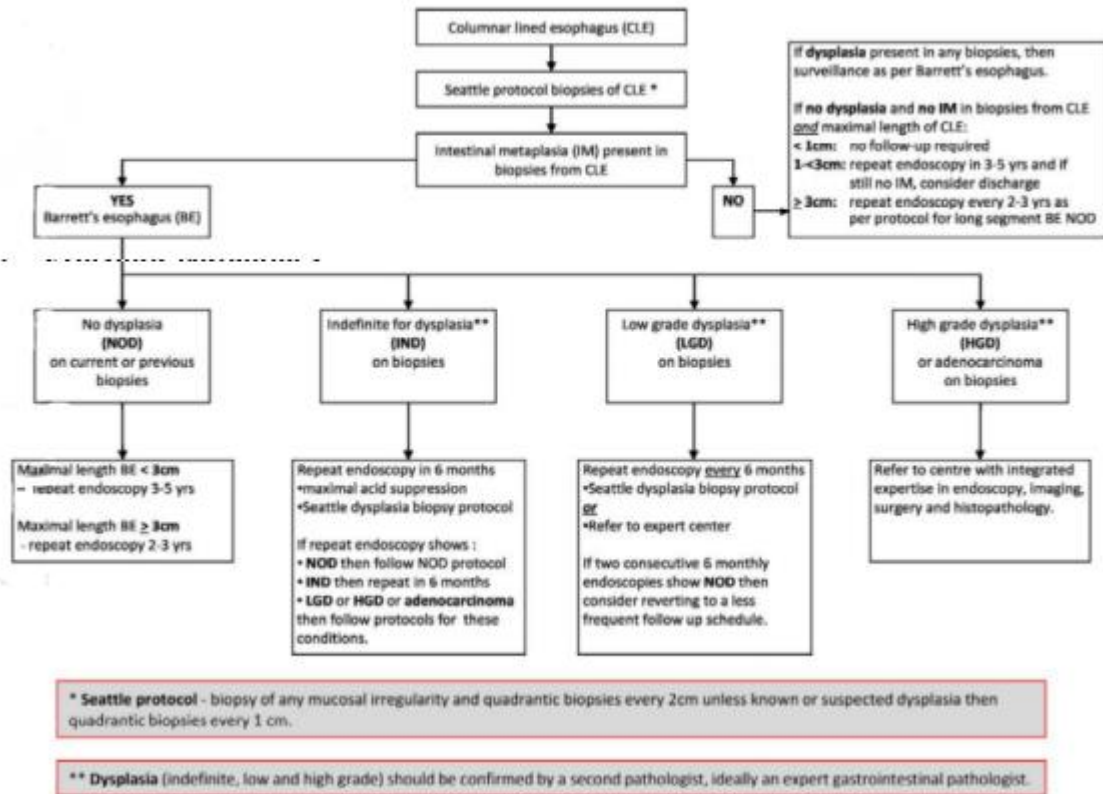 Columnar lined esophagus (CLE)
Seattle protocol biopsies of CLE *
Intestinal metaplasia (IM) present in
biopsies from CLE
If dysplasia present in any biopsies, then
surveillance as per Barrett's esophagus.
If no dysplasia and no IM in biopsies from CLE
and maximal length of CLE:
< 1cm: no follow-up required
1-<3cm: repeat endoscopy in 3-5 yrs and if
still no IM, consider discharge
≥ 3cm: repeat endoscopy every 2-3 yrs as
per protocol for long segment BE NOD
YES
Barrett's esophagus (BE)
NO
No dysplasia
(NOD)
on current or previous
biopsies
Indefinite for dysplasia**
(IND)
on biopsies
Low grade dysplasia**
(LGD)
on biopsies
High grade dysplasia**
(HGD)
or adenocarcinoma
on biopsies
Maximal length BE < 3cm
– repeat endoscopy 3-5 yrs
Maximal length BE ≥ 3cm
- repeat endoscopy 2-3 yrs
Repeat endoscopy in 6 months
•maximal acid suppression
•Seattle dysplasia biopsy protocol
If repeat endoscopy shows :
• NOD then follow NOD protocol
• IND then repeat in 6 months
• LGD or HGD or adenocarcinoma
then follow protocols for these
conditions.
Repeat endoscopy every 6 months
•Seattle dysplasia biopsy protocol
or
•Refer to expert center
If two consecutive 6 monthly
endoscopies show NOD then
consider reverting to a less
frequent follow up schedule.
Refer to centre with integrated
expertise in endoscopy, imaging,
surgery and histopathology.
* Seattle protocol - biopsy of any mucosal irregularity and quadrantic biopsies every 2cm unless known or suspected dysplasia then
quadrantic biopsies every 1 cm.
** Dysplasia (indefinite, low and high grade) should be confirmed by a second pathologist, ideally an expert gastrointestinal pathologist.